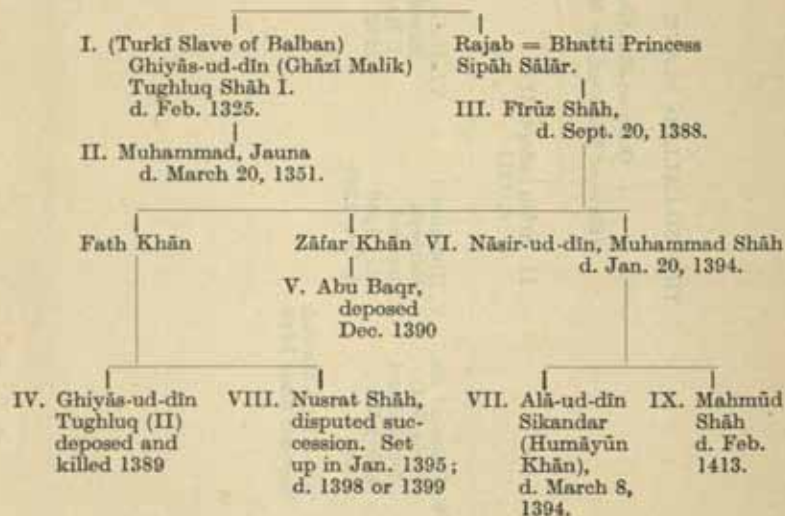 I. (Turkī Slave of Balban)
Ghiyās-ud-dīn (Ghāzī Malik)
Tughluq Shāh I.
d. Feb. 1325.
Rajab = Bhatti Princess
Sipāh Sālār.
III. Fīrūz Shāh,
d. Sept. 20, 1388.
II. Muhammad, Jauna
d. March 20, 1351.
Fath Khān
Zāfar Khān
VI. Nāsir-ud-dīn, Muhammad Shāh
d. Jan. 20, 1394.
V. Abu Baqr,
deposed
Dec. 1390
IV. Ghiyās-ud-dīn
Tughluq (II)
deposed and
killed 1389
VIII. Nusrat Shāh,
disputed suc-
cession. Set
up in Jan. 1395;
d. 1398 or 1399
VII. Alā-ud-dīn
Sikandar
(Humāyūn
Khān),
d. March 8,
1394.
IX. Mahmūd
Shāh
d. Feb.
1413.